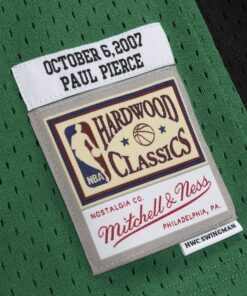 OCTOBER 6, 2007
PAUL PIERCE
HARDWOOD
CLASSICS
NBA
NOSTALGIA CO.
Mitchell & Ness
PHILADELPHIA, PA.
HWC SWINGMAN